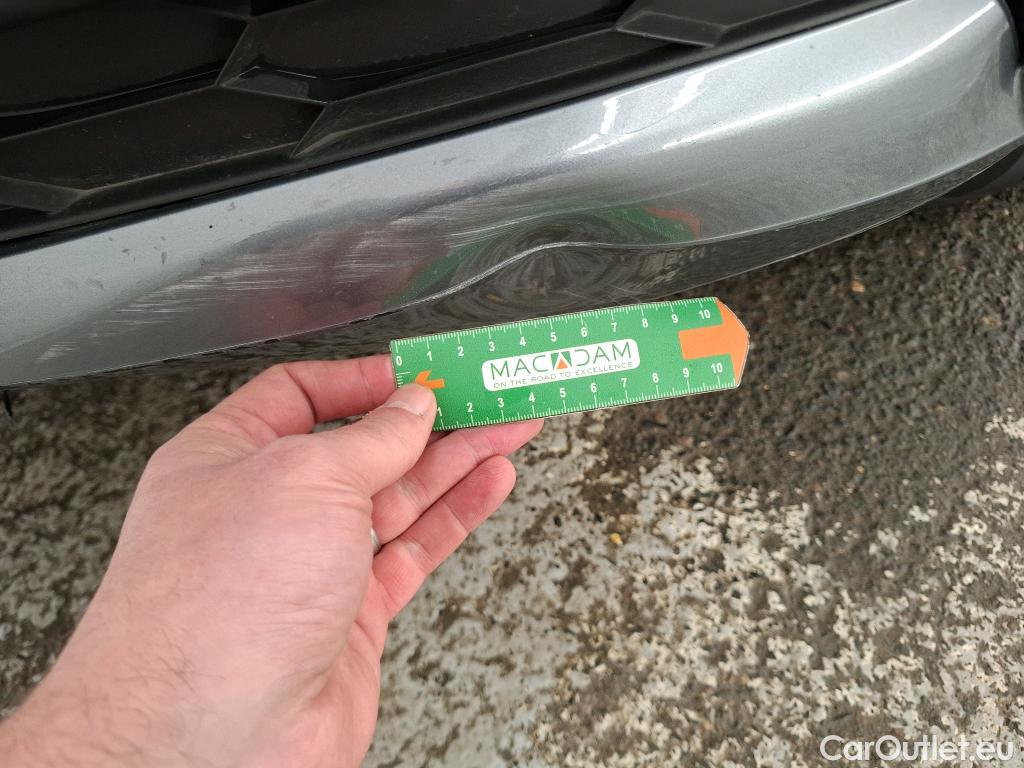 0 1 2 3 4 5 6 7 8 9 10
MACADAM
ON THE ROAD TO EXCELLENCE
1 2 3 4 5 6 7 8 9 10
CarOutlet.eu